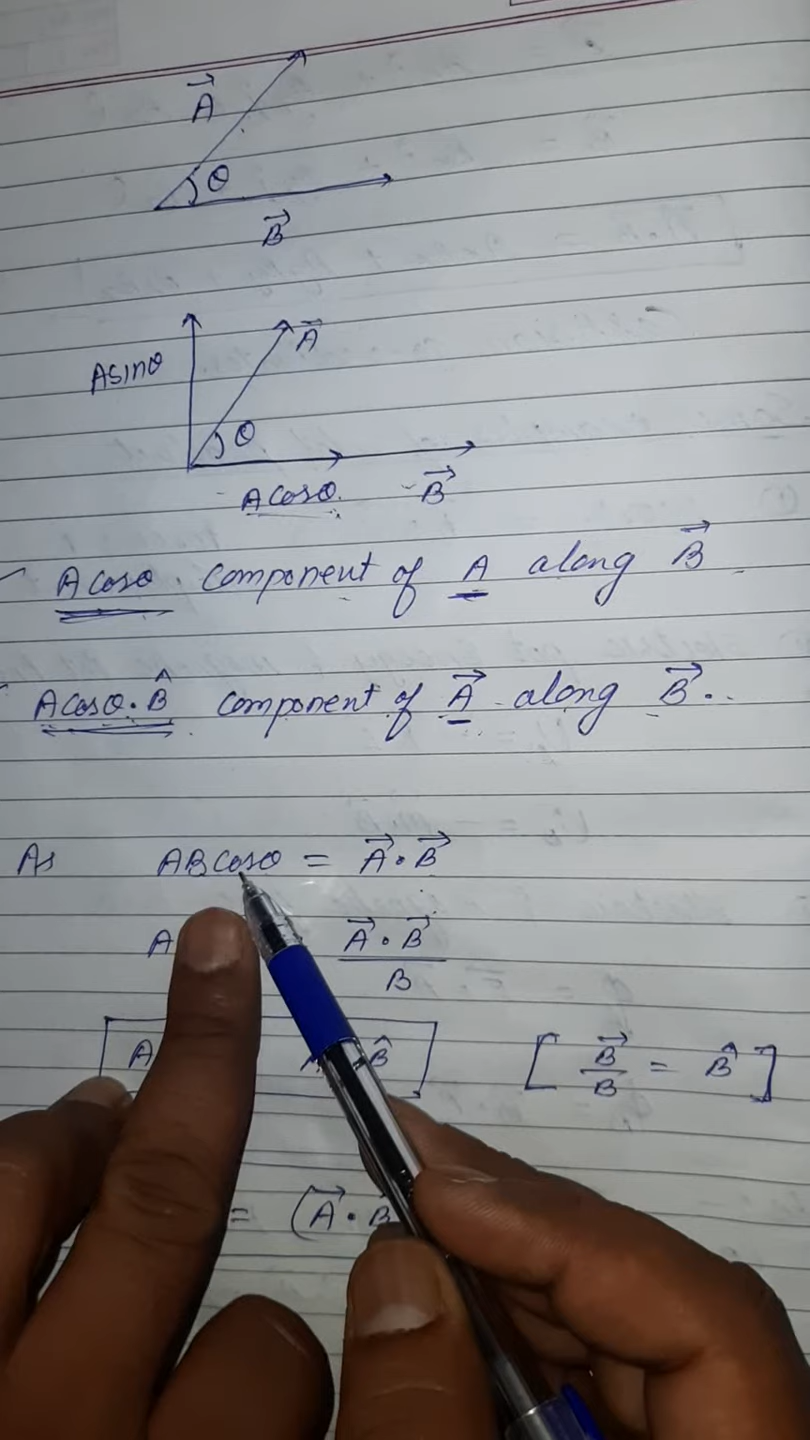 A⃗
θ
B⃗
A⃗
Asinθ
θ
Acosθ. B⃗
Acosθ. component of A along B⃗
Acosθ. B̂ component of A⃗ along B⃗.
As ABcosθ = A⃗ . B⃗
A A⃗ . B⃗
B
A B̂ [ B⃗/B = B̂ ]
= (A⃗ . B